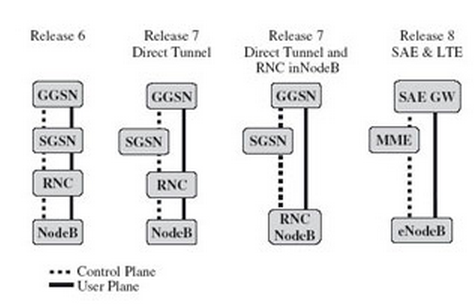 Release 6
Release 7
Direct Tunnel
Release 7
Direct Tunnel and
RNC inNodeB
Release 8
SAE & LTE
GGSN
SGSN
RNC
NodeB
GGSN
SGSN
RNC
NodeB
GGSN
SGSN
RNC
NodeB
SAE GW
MME
eNodeB
Control Plane
User Plane